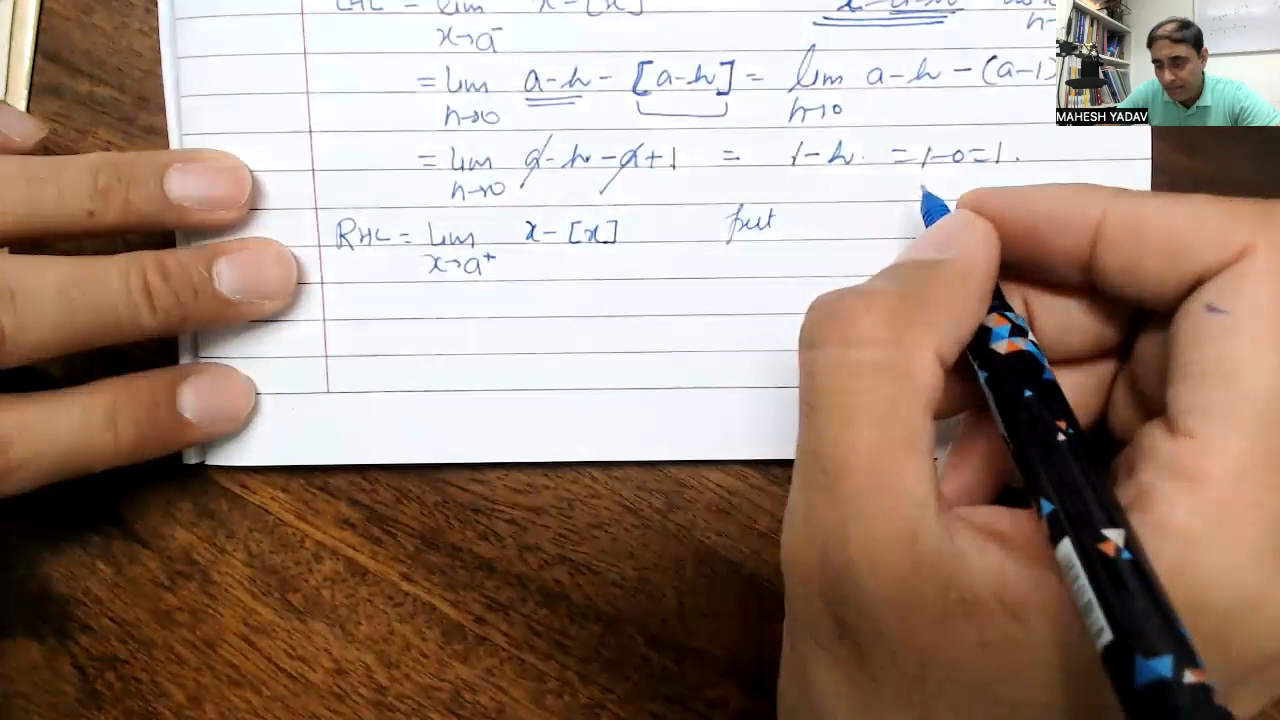 LHL = lim x-[x]
x→a⁻
= lim a-h - [a-h] = lim a-h-(a-1)
h→0 h→0
MAHESH YADAV
= lim a-h-a+1 = 1-h. =1-0=1.
h→0
RHL = lim x-[x] put
x→a⁺